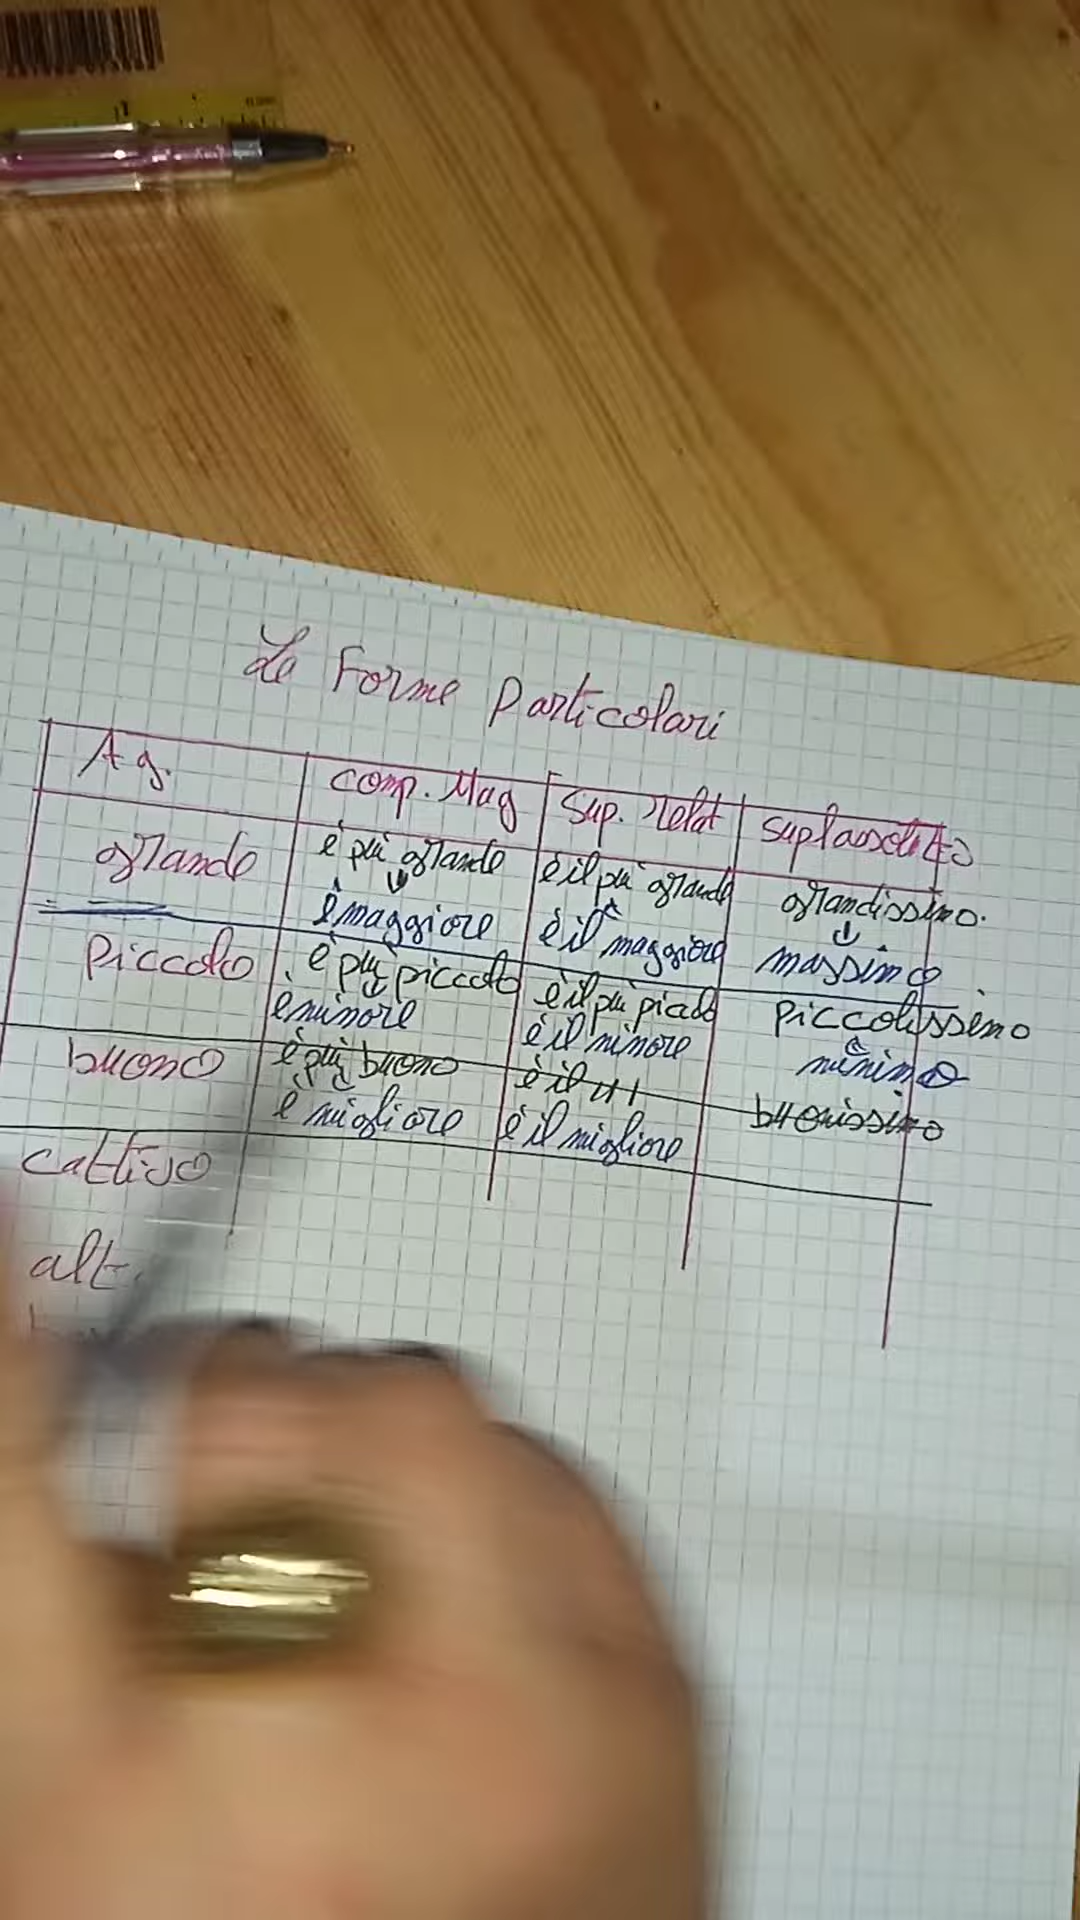 Le Forme Particolari
Ag. comp. Mag Sup. Relat sup assoluto
grande è più grande è il più grande grandissimo.
è maggiore è il maggiore massimo
Piccolo è più piccolo è il più piccolo Piccolissimo
è minore è il minore minimo
buono è più buono è il buonissimo
è migliore è il migliore
cattivo
alt